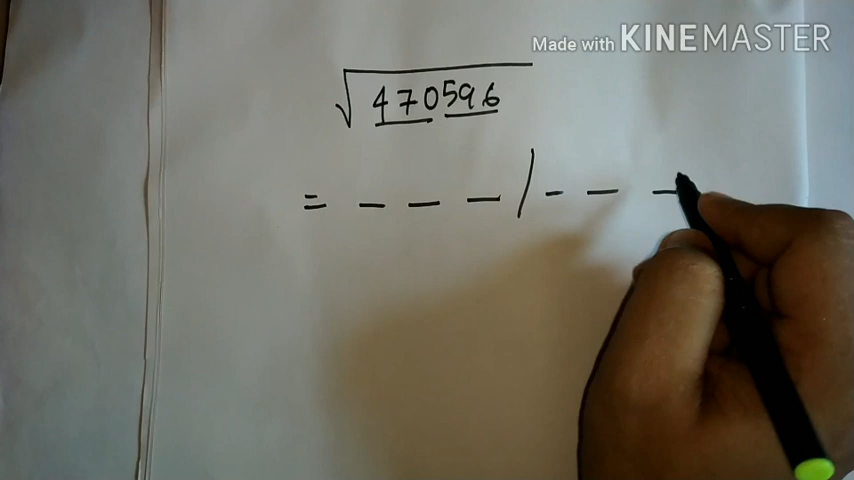 Made with KINEMASTER
√470596
= _ _ _ / _ _ _